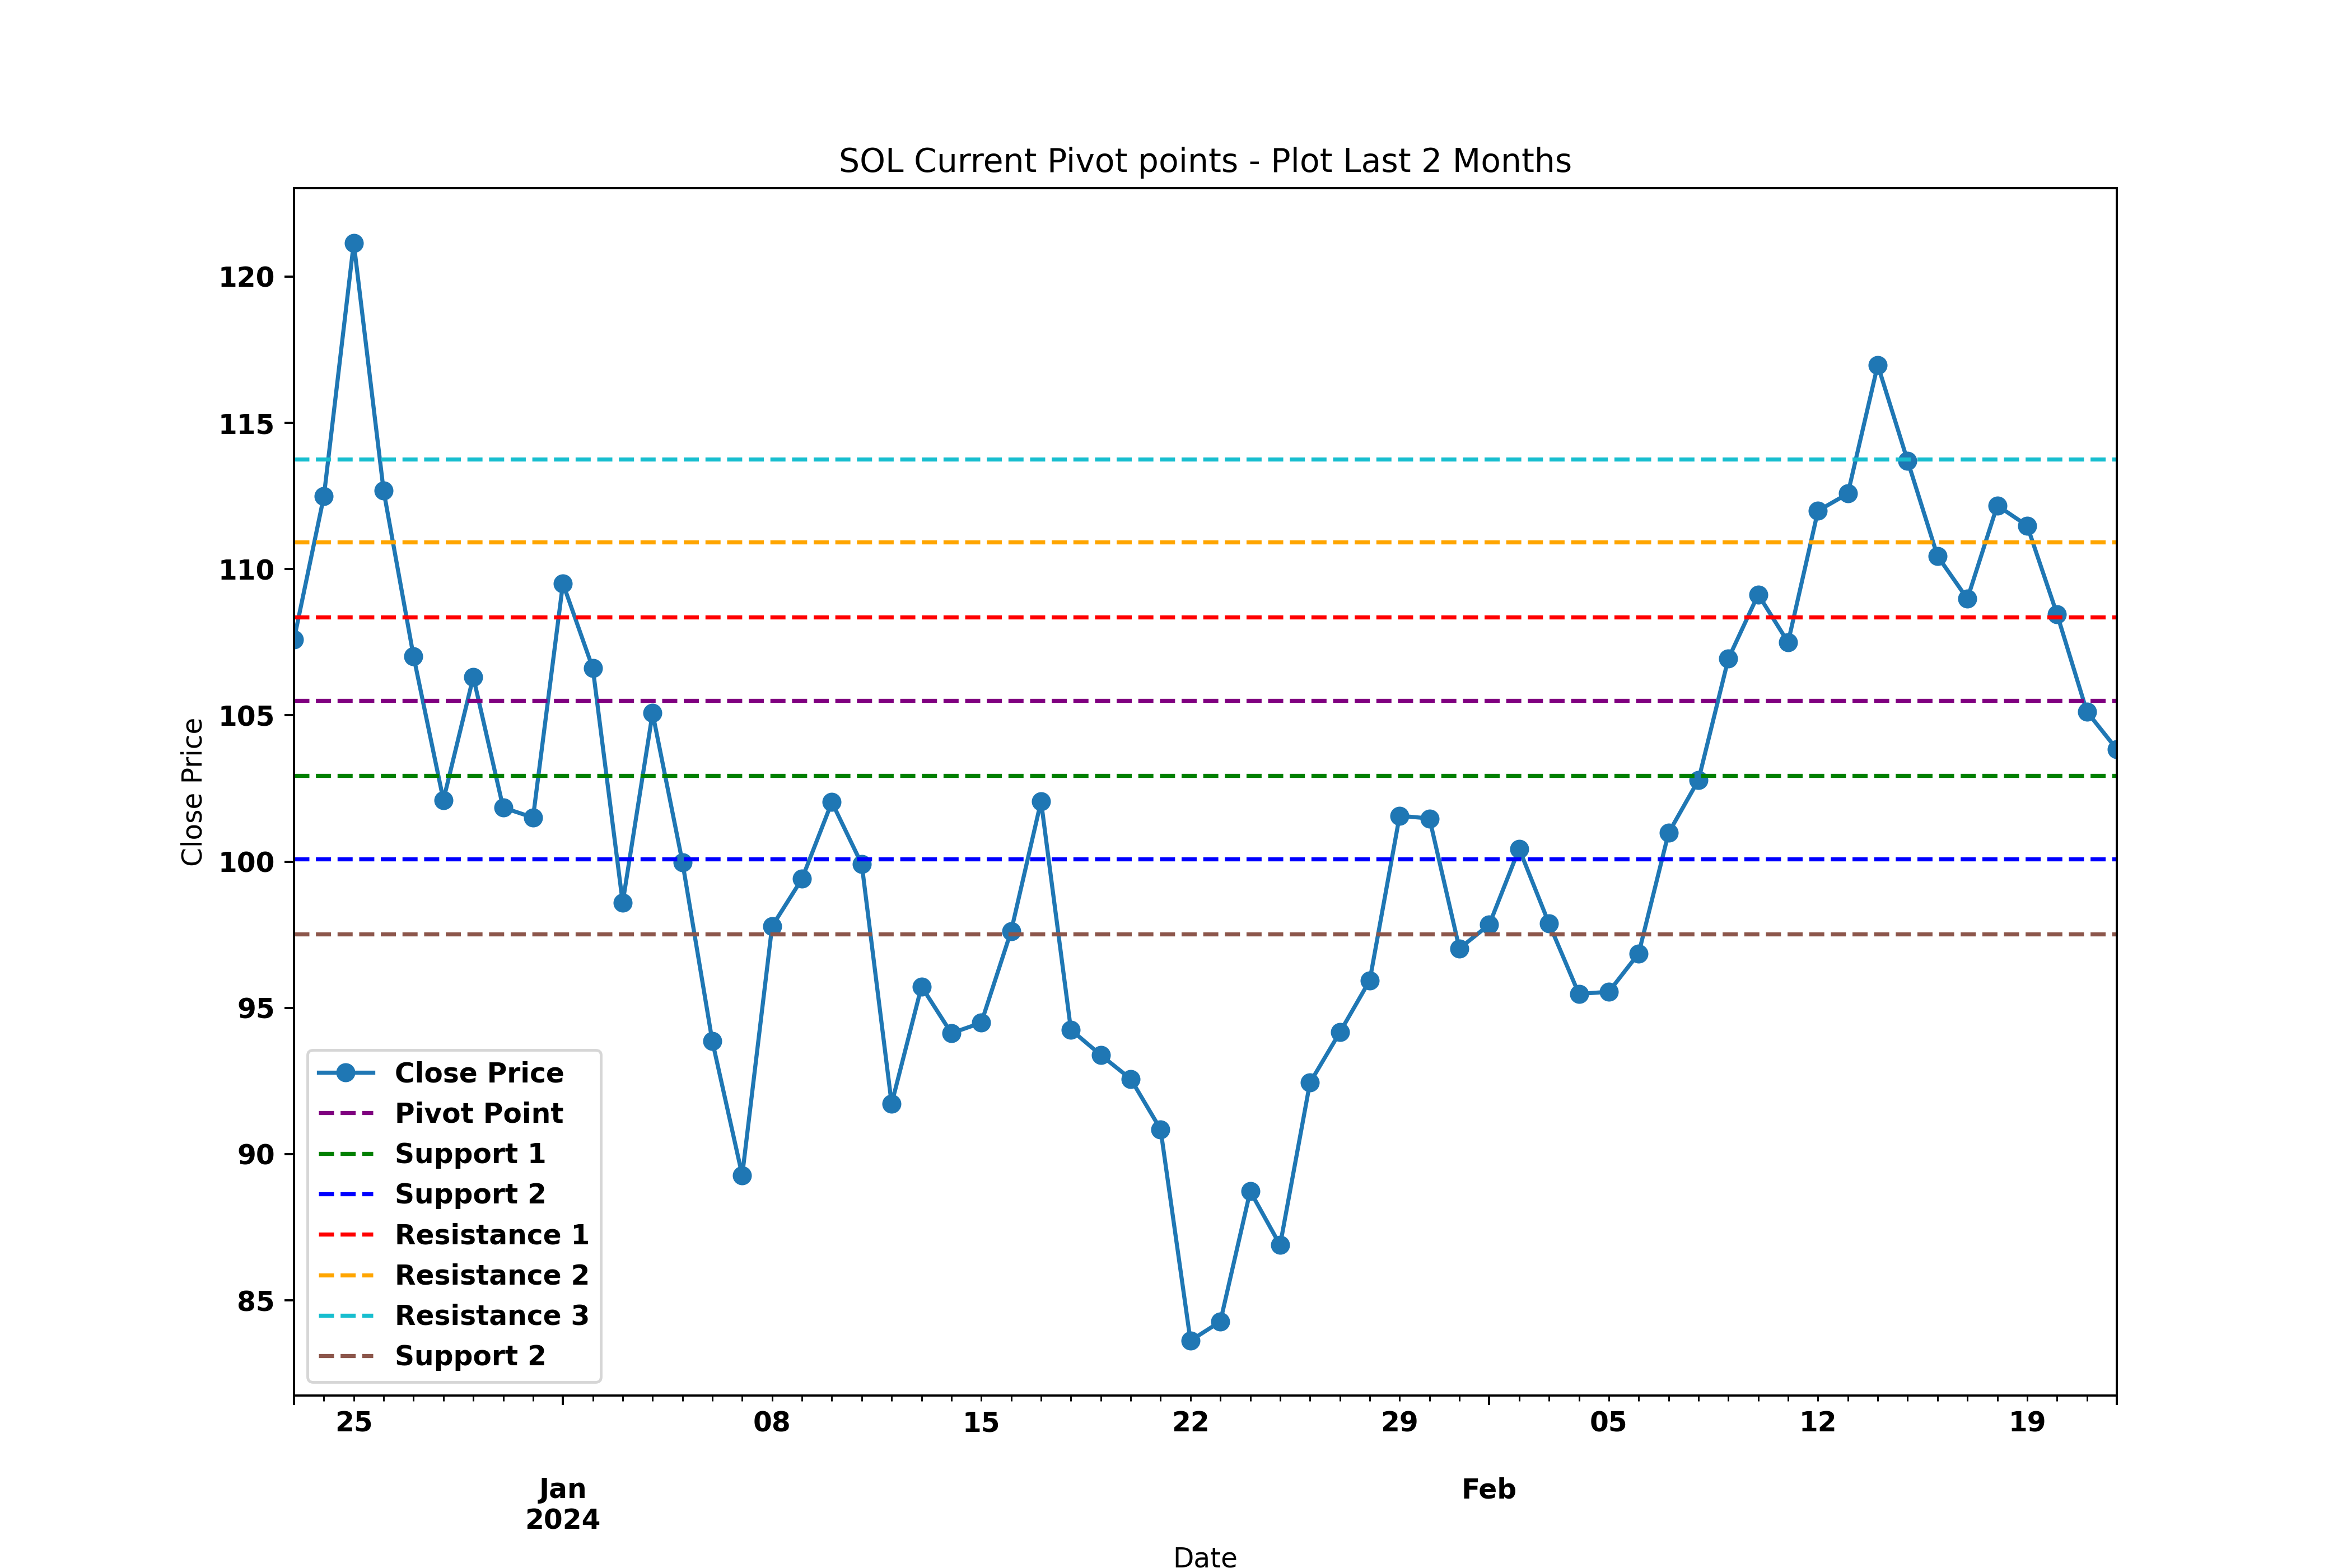 SOL Current Pivot points - Plot Last 2 Months
120
115
110
105
100
95
90
85
Close Price
Close Price
Pivot Point
Support 1
Support 2
Resistance 1
Resistance 2
Resistance 3
Support 2
25 08 15 22 29 05 12 19
Jan Feb
2024
Date